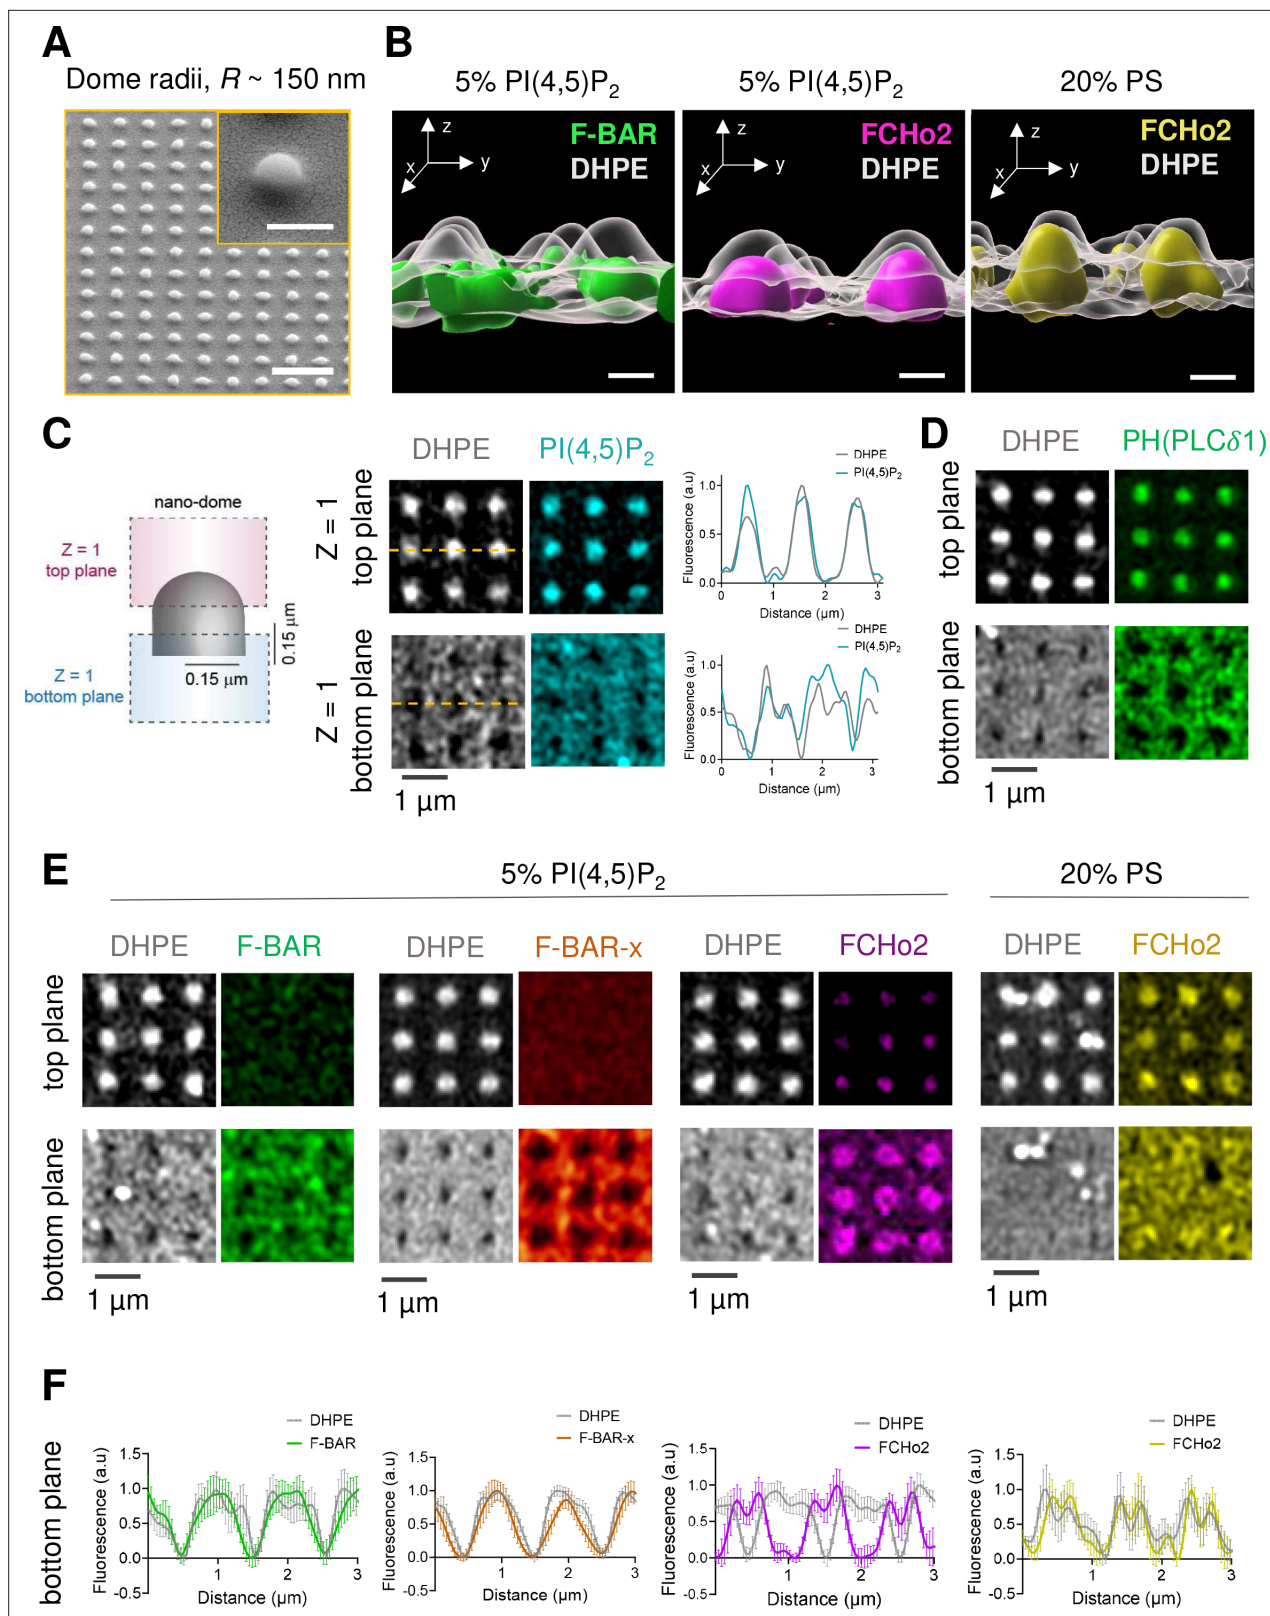 A
Dome radii, R ~ 150 nm
B
5% PI(4,5)P2
5% PI(4,5)P2
20% PS
z
y
x
F-BAR
DHPE
z
y
x
FCHo2
DHPE
z
y
x
FCHo2
DHPE
C
nano-dome
Z = 1
top plane
Z = 1
bottom plane
0.15 μm
0.15 μm
DHPE
PI(4,5)P2
Z = 1
top plane
Z = 1
bottom plane
1 μm
DHPE
PI(4,5)P2
Fluorescence (a.u)
1.0
0.5
0.0
0
1
2
3
Distance (μm)
DHPE
PI(4,5)P2
Fluorescence (a.u)
1.0
0.5
0.0
0
1
2
3
Distance (μm)
D
DHPE
PH(PLCδ1)
top plane
bottom plane
1 μm
E
5% PI(4,5)P2
20% PS
DHPE
F-BAR
DHPE
F-BAR-x
DHPE
FCHo2
DHPE
FCHo2
top plane
bottom plane
1 μm
1 μm
1 μm
1 μm
F
bottom plane
DHPE
F-BAR
Fluorescence (a.u)
1.5
1.0
0.5
0.0
-0.5
1
2
3
Distance (μm)
DHPE
F-BAR-x
Fluorescence (a.u)
1.5
1.0
0.5
0.0
-0.5
1
2
3
Distance (μm)
DHPE
FCHo2
Fluorescence (a.u)
1.5
1.0
0.5
0.0
-0.5
1
2
3
Distance (μm)
DHPE
FCHo2
Fluorescence (a.u)
1.5
1.0
0.5
0.0
-0.5
1
2
3
Distance (μm)